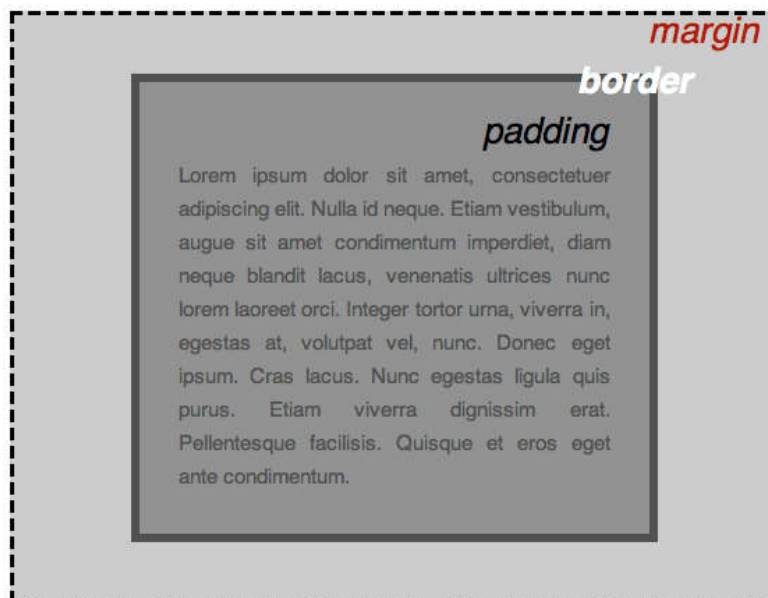 margin
border
padding
Lorem ipsum dolor sit amet, consectetuer
adipiscing elit. Nulla id neque. Etiam vestibulum,
augue sit amet condimentum imperdiet, diam
neque blandit lacus, venenatis ultrices nunc
lorem laoreet orci. Integer tortor urna, viverra in,
egestas at, volutpat vel, nunc. Donec eget
ipsum. Cras lacus. Nunc egestas ligula quis
purus. Etiam viverra dignissim erat.
Pellentesque facilisis. Quisque et eros eget
ante condimentum.